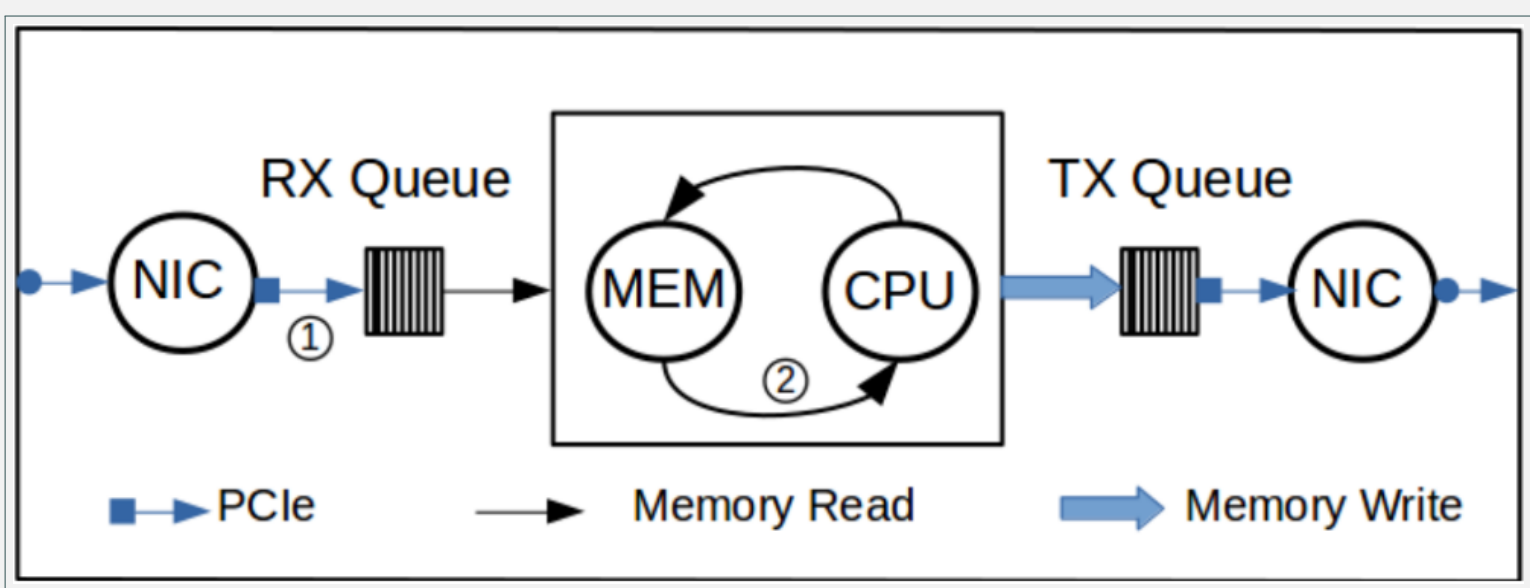 RX Queue
TX Queue
NIC
MEM
CPU
NIC
①
②
PCIe
Memory Read
Memory Write